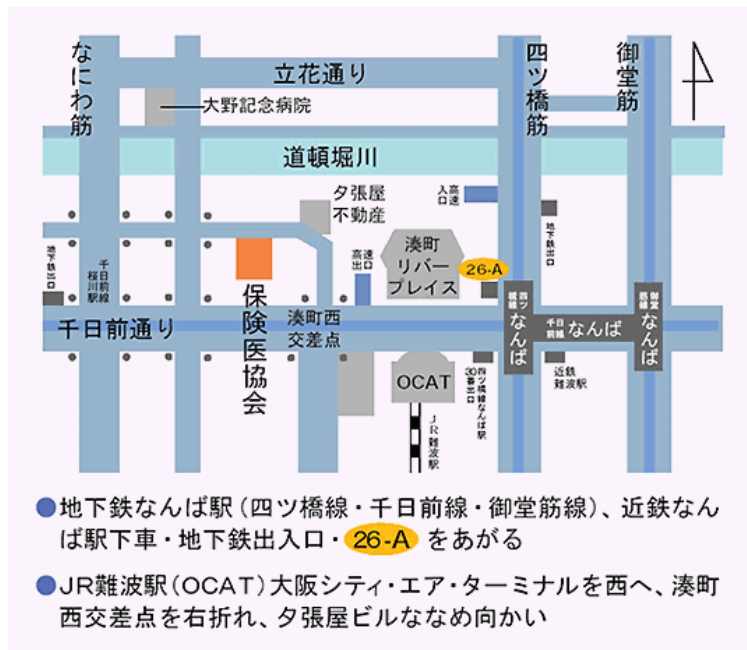 なにわ筋
立花通り
四ツ橋筋
御堂筋
大野記念病院
道頓堀川
夕張屋
不動産
高速
入口
地下鉄出口
湊町
リバー
プレイス
26-A
地下鉄出口
千日前線
桜川駅
高速
出口
保険医協会
千日前通り
湊町西
交差点
四ツ
橋線
なんば
千日
前線
なんば
御堂
筋線
なんば
OCAT
四ツ橋線なんば駅
30番出口
近鉄
難波駅
JR難波駅
●地下鉄なんば駅(四ツ橋線・千日前線・御堂筋線)、近鉄なん
ば駅下車・地下鉄出入口・26-Aをあがる
●JR難波駅(OCAT)大阪シティ・エア・ターミナルを西へ、湊町
西交差点を右折れ、夕張屋ビルななめ向かい